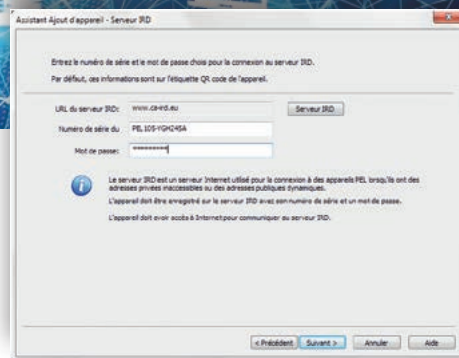 Assistant Ajout d'appareil - Serveur IRD
Entrez le numéro de série et le mot de passe choisi pour la connexion au serveur IRD.
Par défaut, ces informations sont sur l'étiquette QR code de l'appareil.
URL du serveur IRD: www.ca-ird.eu Serveur IRD
Numéro de série du PEL105-YGH245A
Mot de passe: *********
Le serveur IRD est un serveur Internet utilisé pour la connexion à des appareils PEL lorsqu'ils ont des
adresses privées inaccessibles ou des adresses publiques dynamiques.
L'appareil doit être enregistré sur le serveur IRD avec son numéro de série et un mot de passe.
L'appareil doit avoir accès à Internet pour communiquer au serveur IRD.
< Précédent Suivant > Annuler Aide